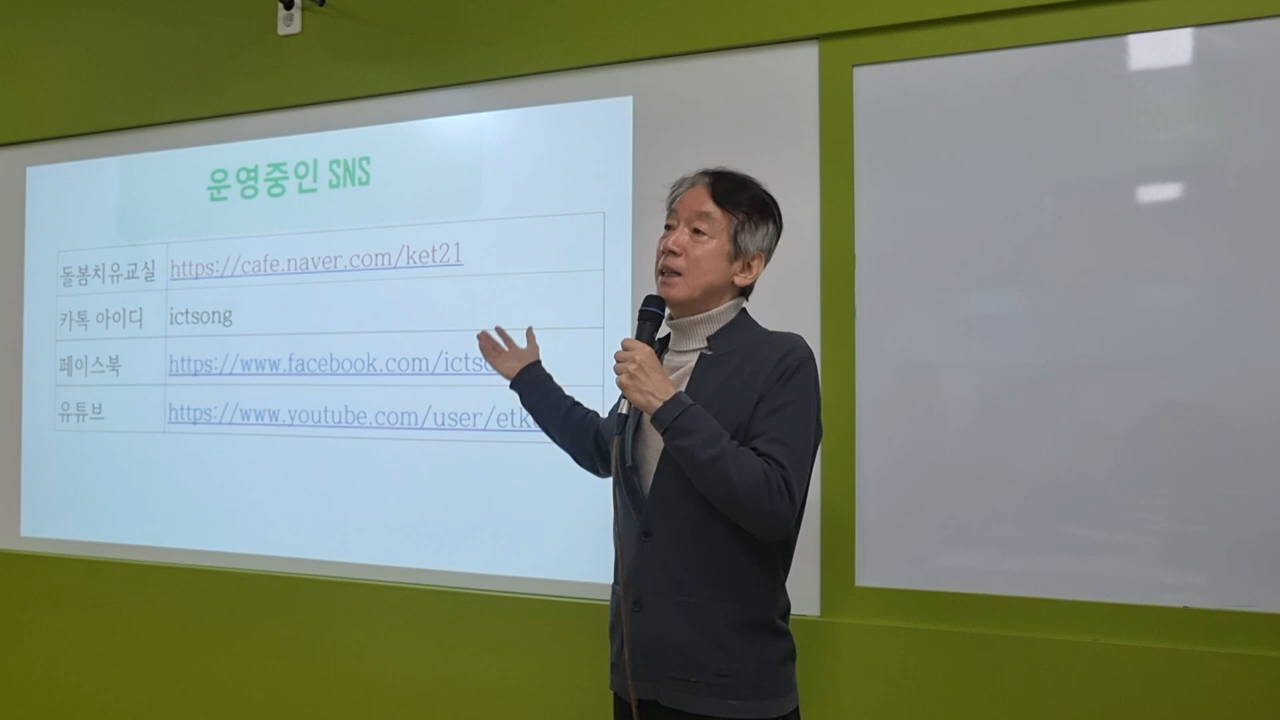 운영중인 SNS
돌봄치유교실 https://cafe.naver.com/ket21
카톡 아이디 ictsong
페이스북 https://www.facebook.com/icts
유튜브 https://www.youtube.com/user/etk